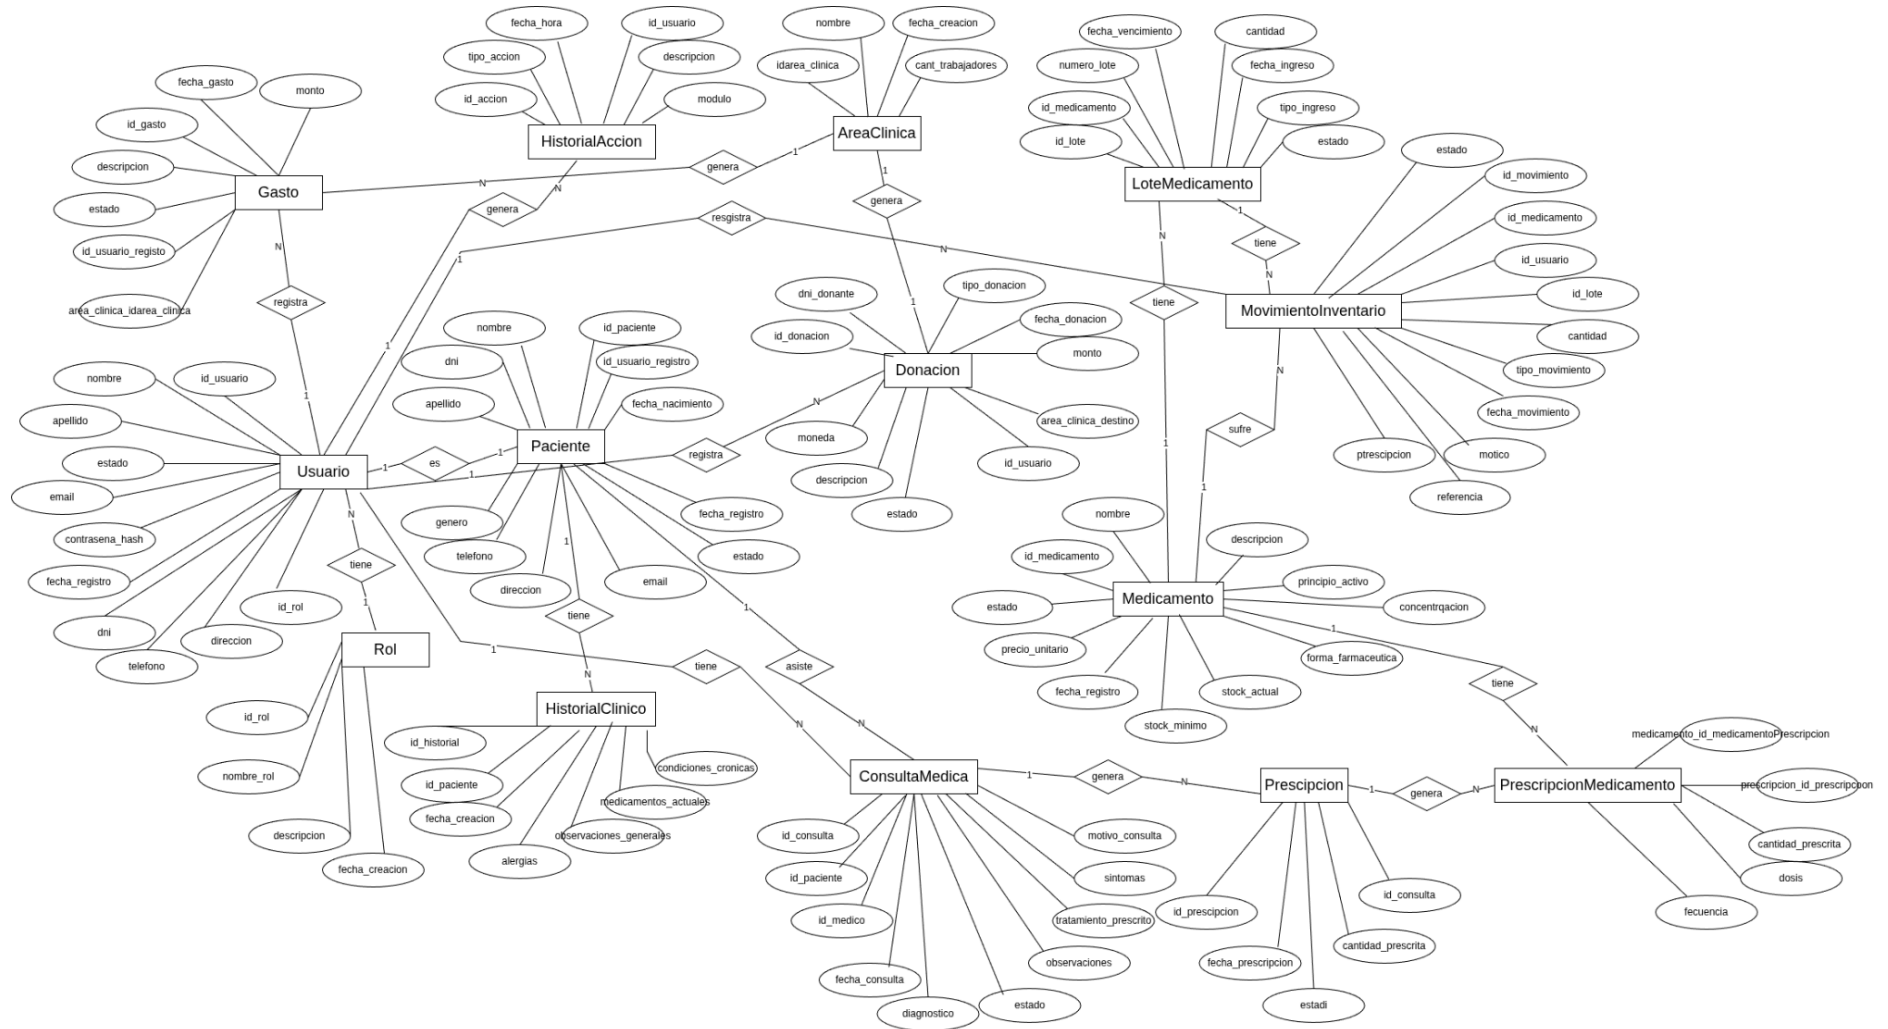 fecha_hora
id_usuario
tipo_accion
descripcion
id_accion
modulo
HistorialAccion
nombre
fecha_creacion
idarea_clinica
cant_trabajadores
AreaClinica
fecha_vencimiento
cantidad
numero_lote
fecha_ingreso
id_medicamento
tipo_ingreso
id_lote
estado
LoteMedicamento
fecha_gasto
monto
id_gasto
descripcion
estado
id_usuario_registo
area_clinica_idarea_clinica
Gasto
N
genera
1
N
genera
1
1
genera
1
resgistra
1
N
N
registra
1
1
tiene
N
N
tiene
1
estado
id_movimiento
id_medicamento
id_usuario
id_lote
cantidad
tipo_movimiento
fecha_movimiento
motico
ptrescipcion
referencia
MovimientoInventario
N
sufre
1
dni_donante
tipo_donacion
id_donacion
fecha_donacion
monto
Donacion
area_clinica_destino
moneda
id_usuario
descripcion
estado
N
registra
1
nombre
id_paciente
dni
id_usuario_registro
apellido
fecha_nacimiento
Paciente
genero
telefono
direccion
email
estado
fecha_registro
nombre
id_usuario
apellido
estado
email
contrasena_hash
fecha_registro
dni
telefono
direccion
id_rol
Usuario
1
es
1
N
tiene
1
Rol
id_rol
nombre_rol
descripcion
fecha_creacion
1
tiene
N
1
tiene
N
1
asiste
N
HistorialClinico
id_historial
id_paciente
fecha_creacion
alergias
observaciones_generales
medicamentos_actuales
condiciones_cronicas
nombre
descripcion
id_medicamento
principio_activo
estado
concentrqacion
Medicamento
precio_unitario
forma_farmaceutica
fecha_registro
stock_actual
stock_minimo
1
tiene
N
ConsultaMedica
id_consulta
id_paciente
id_medico
fecha_consulta
diagnostico
estado
observaciones
tratamiento_prescrito
sintomas
motivo_consulta
1
genera
N
Prescipcion
id_prescipcion
fecha_prescripcion
estadi
cantidad_prescrita
id_consulta
1
genera
N
PrescripcionMedicamento
medicamento_id_medicamentoPrescripcion
prescripcion_id_prescripcoon
cantidad_prescrita
dosis
fecuencia